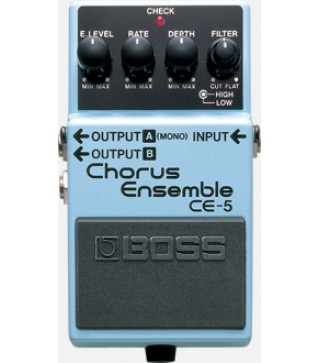 CHECK
E.LEVEL RATE DEPTH FILTER
MIN MAX MIN MAX MIN MAX CUT FLAT
HIGH
LOW
OUTPUT A (MONO) INPUT
OUTPUT B
Chorus
Ensemble
CE-5
BOSS